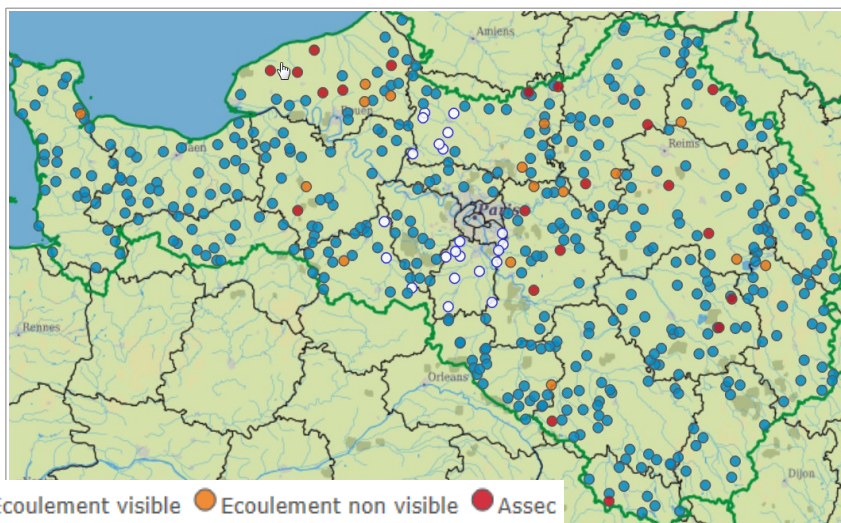 Amiens
Rouen
Caen
Reims
Paris
Rennes
Orleans
Dijon
Ecoulement visible Ecoulement non visible Assec